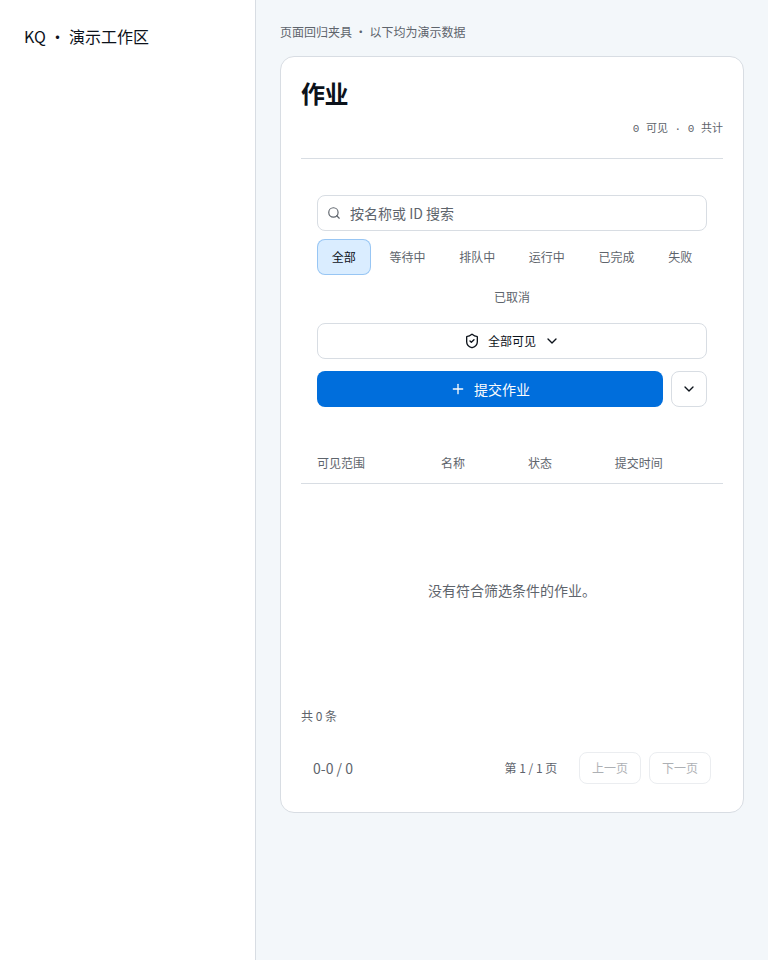 KQ • 演示工作区
页面回归夹具 • 以下均为演示数据
作业
0 可见 · 0 共计
按名称或 ID 搜索
全部 等待中 排队中 运行中 已完成 失败
已取消
全部可见
提交作业
可见范围 名称 状态 提交时间
没有符合筛选条件的作业。
共 0 条
0-0 / 0 第 1 / 1 页 上一页 下一页